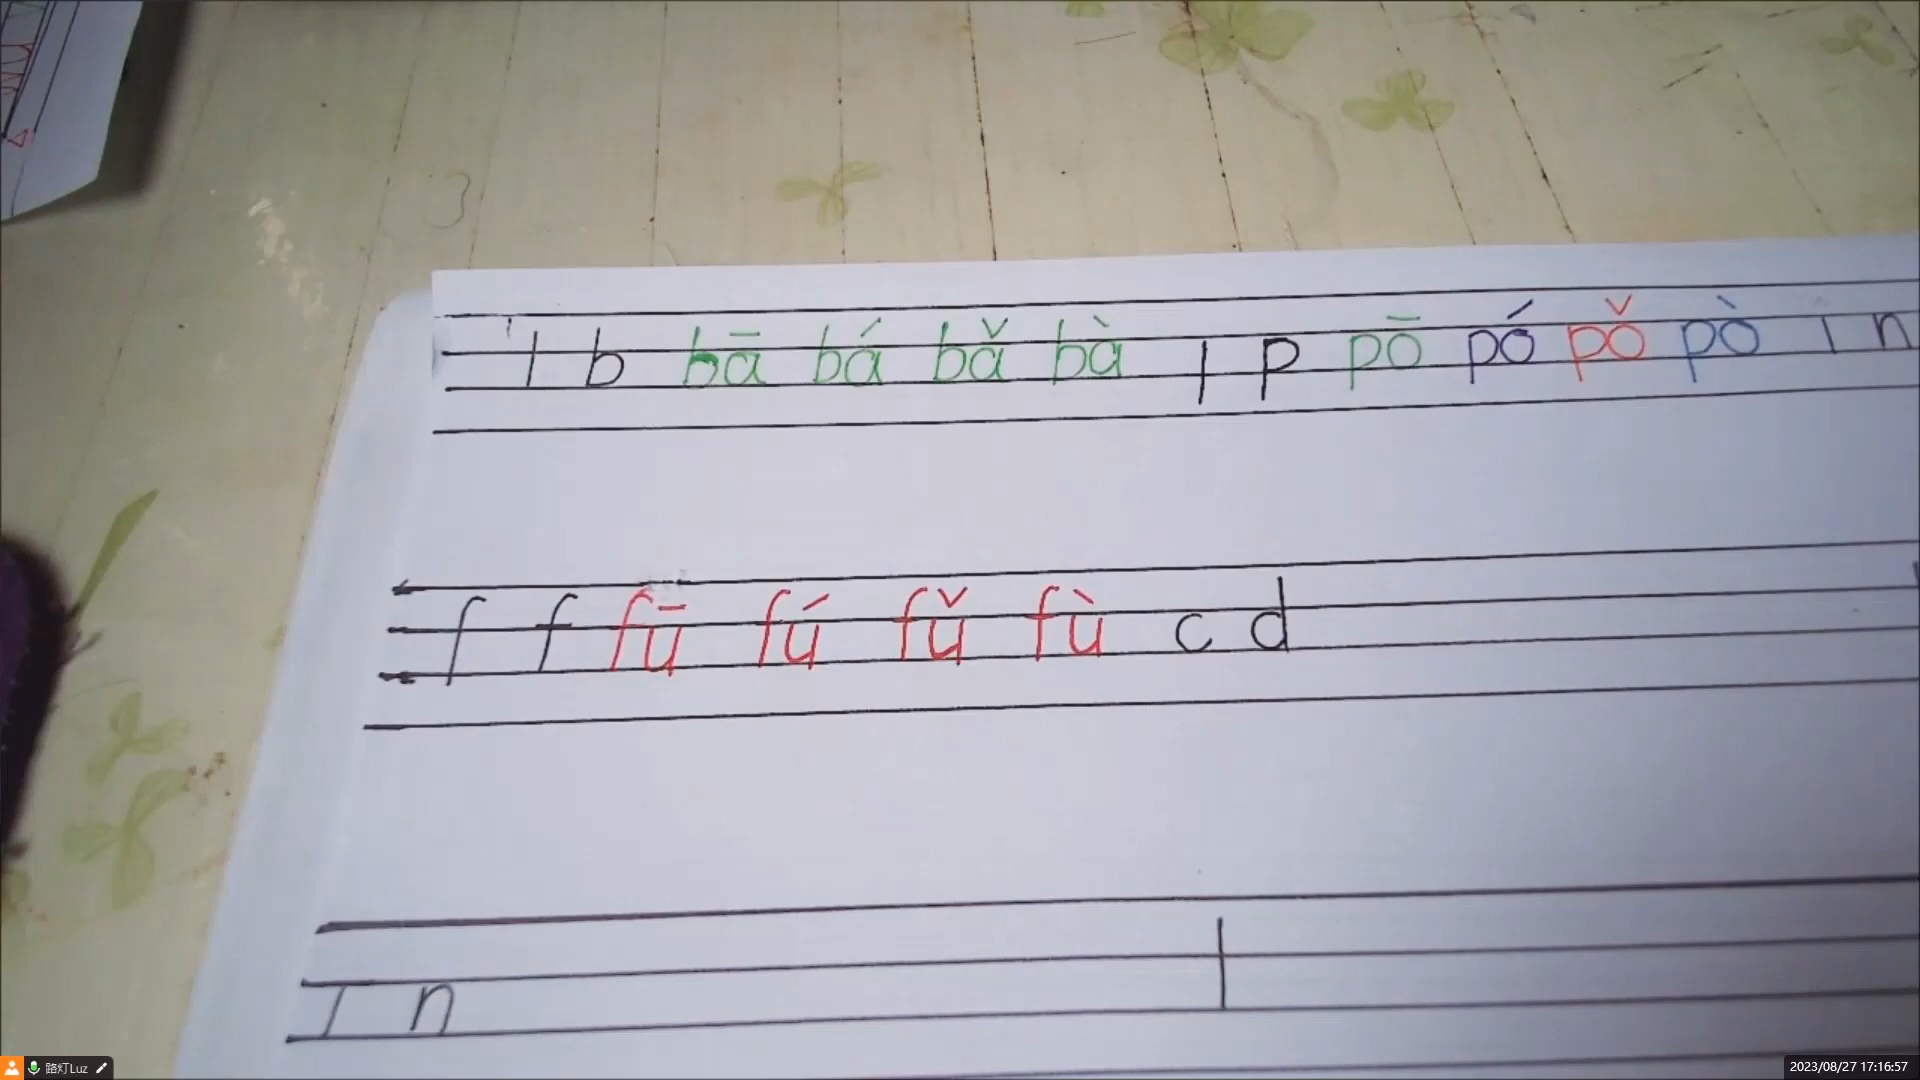 l b bā bá bǎ bà l p pō pó pǒ pò ı n
ſ f fū fú fǔ fù c d
ı n l
路灯Luz
2023/08/27 17:16:57